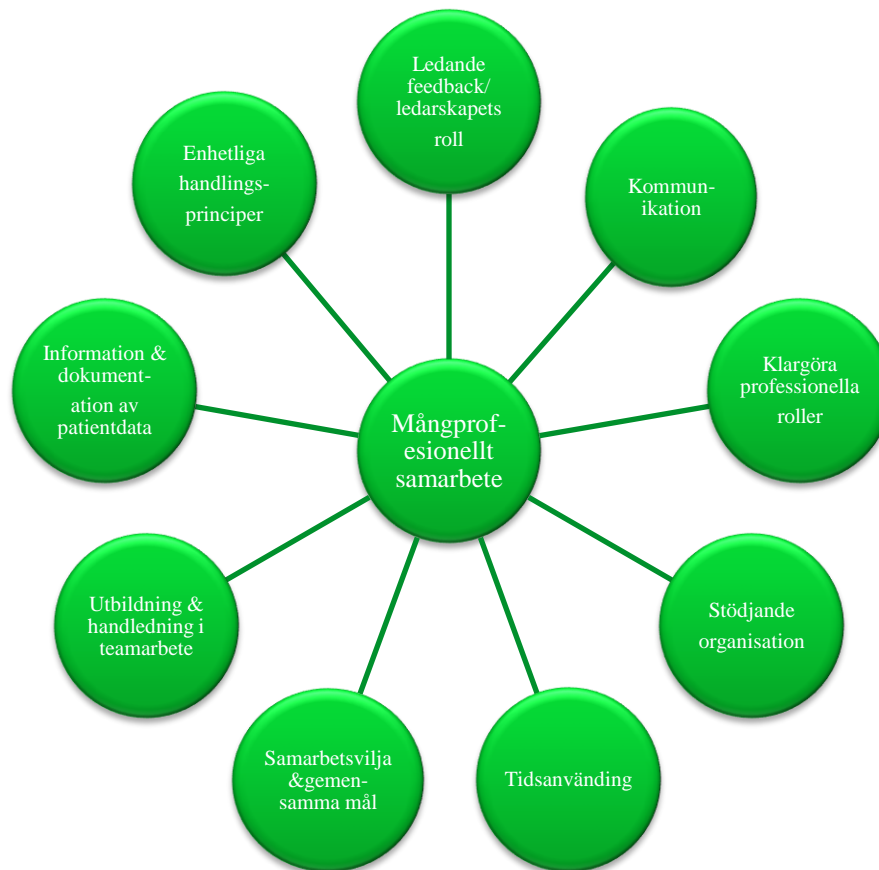 Ledande
feedback/
ledarskapets
roll
Kommun-
ikation
Klargöra
professionella
roller
Stödjande
organisation
Tidsanvänding
Samarbetsvilja
&gemen-
samma mål
Utbildning &
handledning i
teamarbete
Information &
dokument-
ation av
patientdata
Enhetliga
handlings-
principer
Mångprof-
esionellt
samarbete